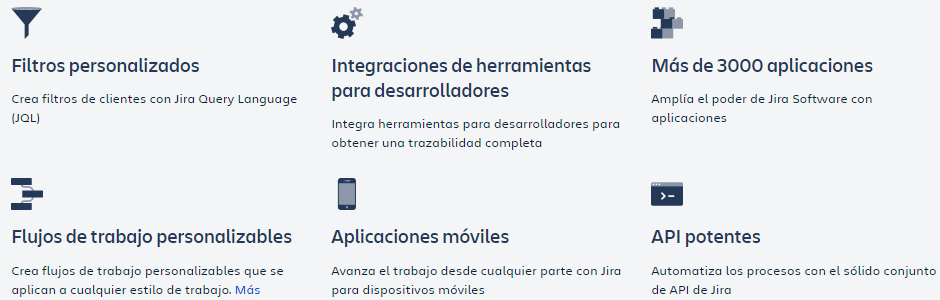 Filtros personalizados
Crea filtros de clientes con Jira Query Language
(JQL)
Integraciones de herramientas
para desarrolladores
Integra herramientas para desarrolladores para
obtener una trazabilidad completa
Más de 3000 aplicaciones
Amplía el poder de Jira Software con
aplicaciones
Flujos de trabajo personalizables
Crea flujos de trabajo personalizables que se
aplican a cualquier estilo de trabajo. Más
Aplicaciones móviles
Avanza el trabajo desde cualquier parte con Jira
para dispositivos móviles
API potentes
Automatiza los procesos con el sólido conjunto
de API de Jira